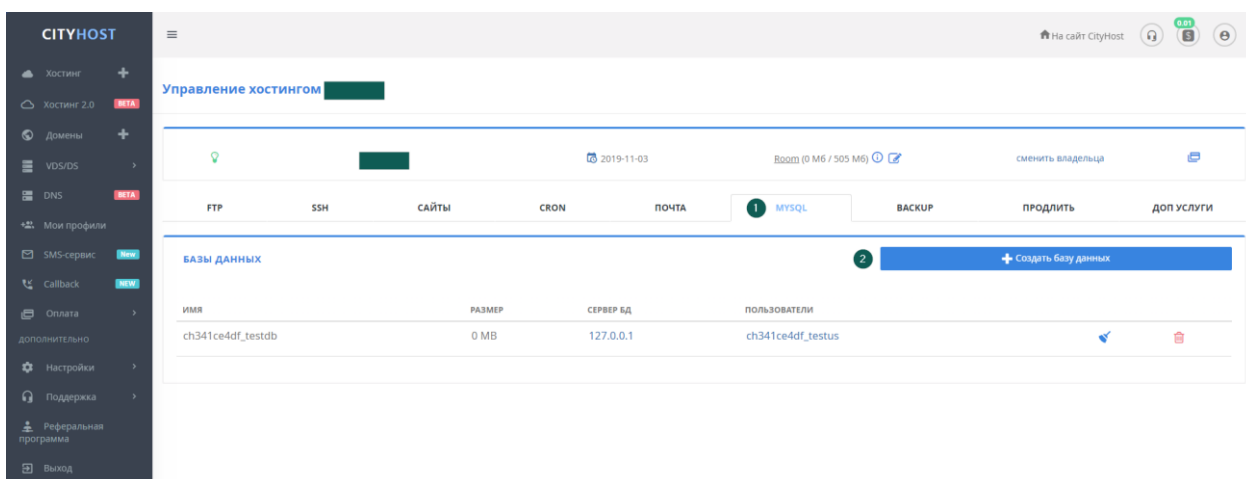 CITYHOST
На сайт CityHost
0.01
S
Хостинг
Хостинг 2.0 BETA
Домены
VDS/DS
DNS BETA
Мои профили
SMS-сервис New
Callback NEW
Оплата
ДОПОЛНИТЕЛЬНО
Настройки
Поддержка
Реферальная
программа
Выход
Управление хостингом
2019-11-03
Room (0 Мб / 505 Мб)
сменить владельца
FTP SSH САЙТЫ CRON ПОЧТА 1 MYSQL BACKUP ПРОДЛИТЬ ДОП УСЛУГИ
БАЗЫ ДАННЫХ 2 Создать базу данных
ИМЯ РАЗМЕР СЕРВЕР БД ПОЛЬЗОВАТЕЛИ
ch341ce4df_testdb 0 MB 127.0.0.1 ch341ce4df_testus